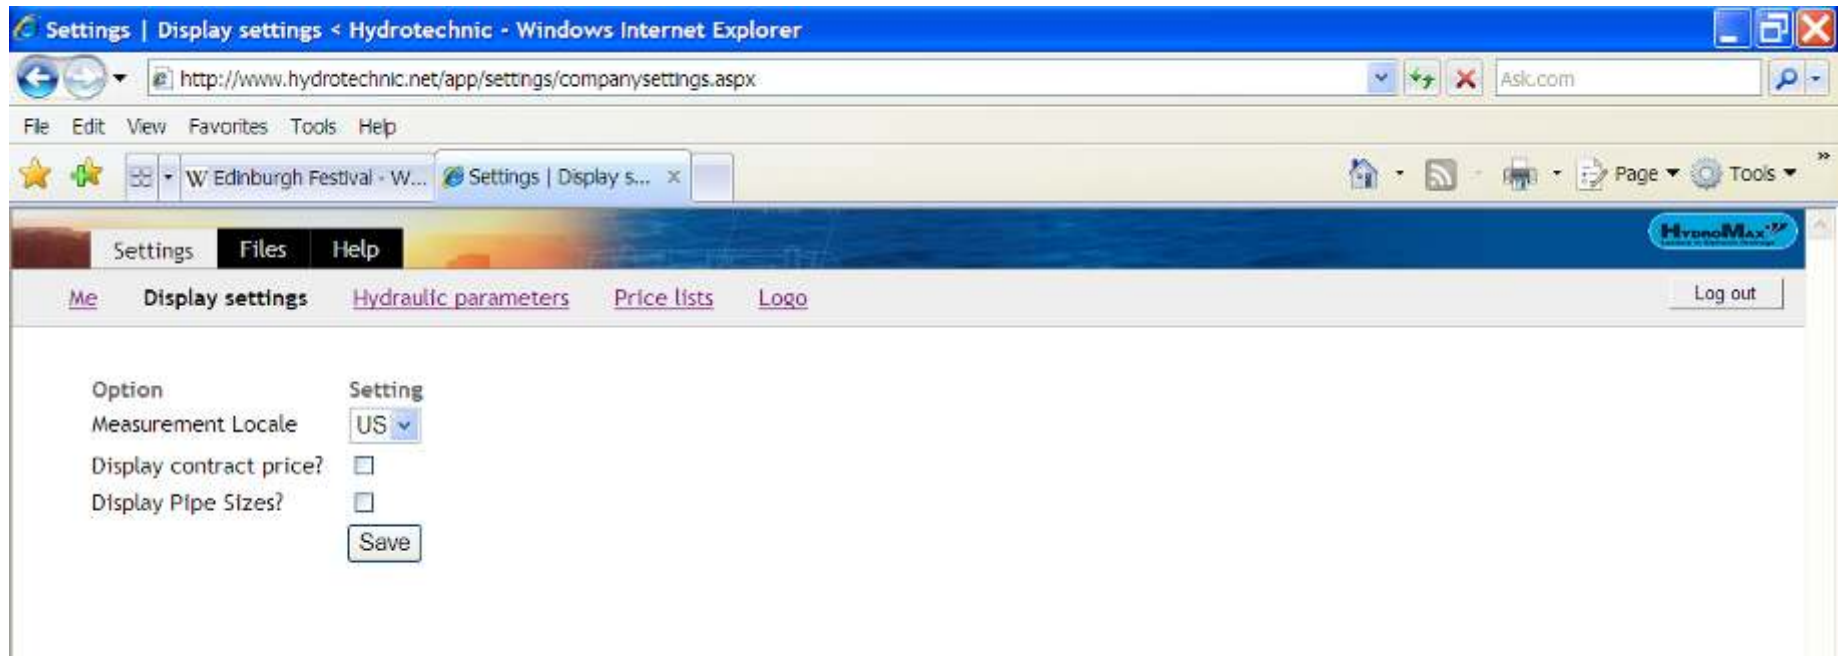 Settings | Display settings < Hydrotechnic - Windows Internet Explorer
http://www.hydrotechnic.net/app/settings/companysettings.aspx
Ask.com
File Edit View Favorites Tools Help
W Edinburgh Festival - W... Settings | Display s... x
Page Tools »
Settings Files Help
HYDROMAX
Me Display settings Hydraulic parameters Price lists Logo
Log out
Option Setting
Measurement Locale US
Display contract price?
Display Pipe Sizes?
Save